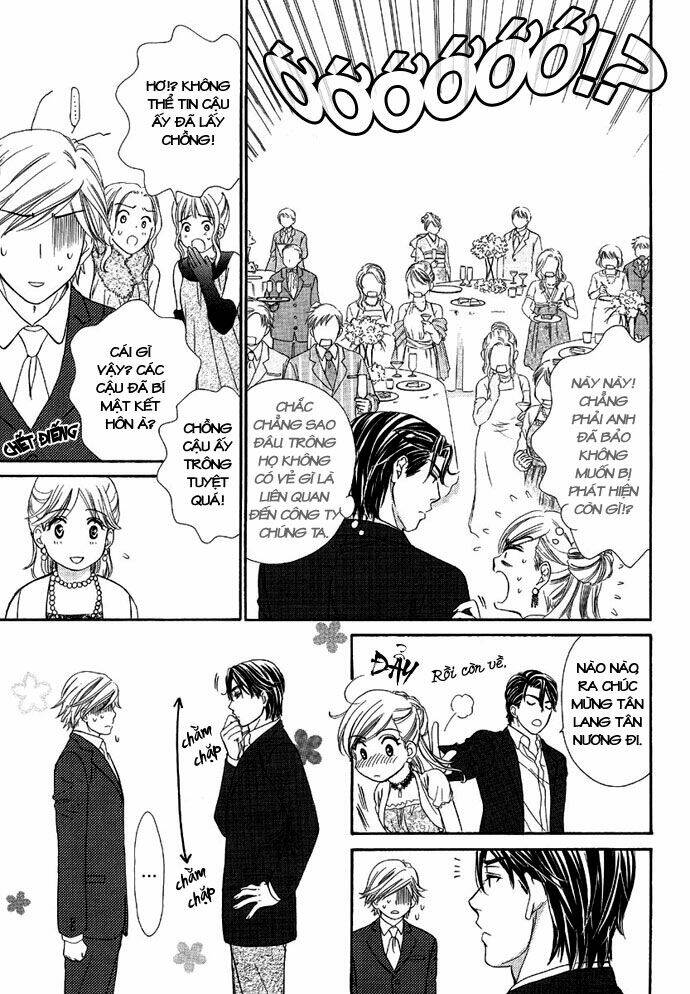 ỚỚỚỚỚỚ!?
NÀY NÀY!
CHẲNG
PHẢI ANH
ĐÃ BẢO
KHÔNG
MUỐN BỊ
PHÁT HIỆN
CÒN GÌ!?
CHẮC
CHẲNG SAO
ĐÂU. TRÔNG
HỌ KHÔNG
CÓ VẺ GÌ LÀ
LIÊN QUAN
ĐẾN CÔNG TY
CHÚNG TA.
HƠ!? KHÔNG
THỂ TIN CẬU
ẤY ĐÃ LẤY
CHỒNG!
....
CÁI GÌ
VẬY? CÁC
CẬU ĐÃ BÍ
MẬT KẾT
HÔN À?
CHẾT ĐIẾNG
CHỒNG
CẬU ẤY
TRÔNG
TUYỆT
QUÁ!
NÀO NÀO,
RA CHÚC
MỪNG TÂN
LANG TÂN
NƯƠNG ĐI.
Rồi còn về.
ĐẨY
chằm
chặp
chằm
chặp
...